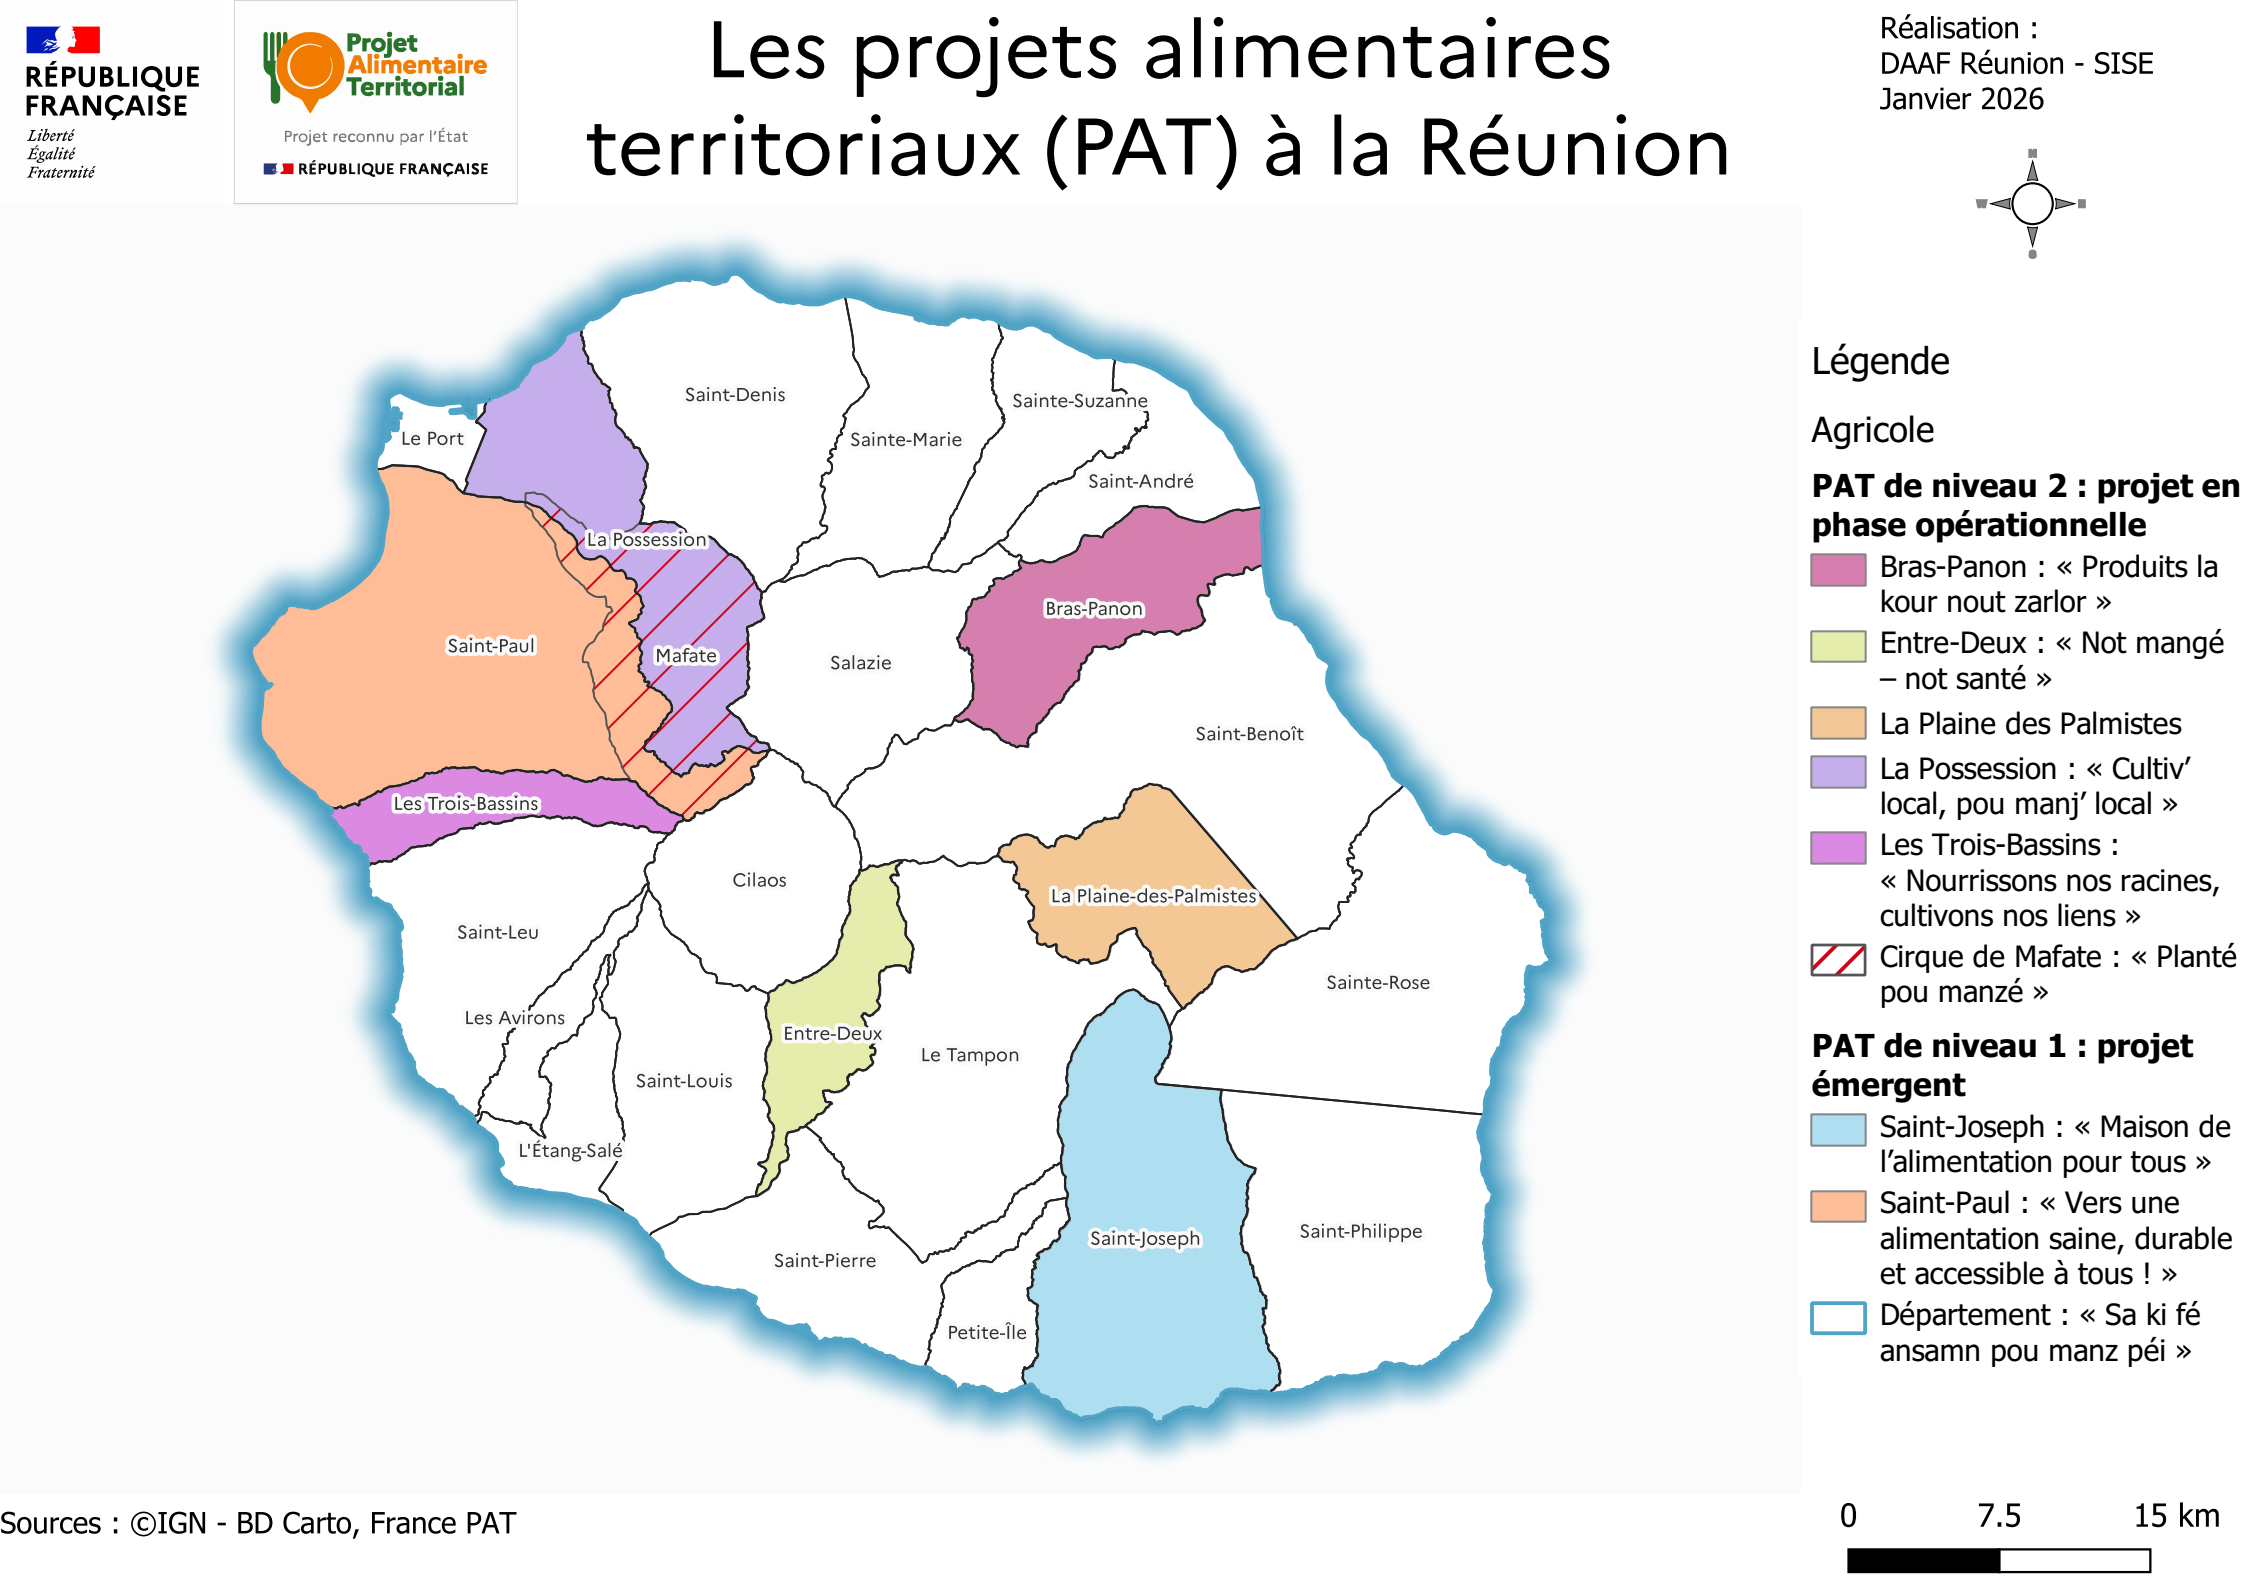 RÉPUBLIQUE
FRANÇAISE
Liberté
Égalité
Fraternité
Projet
Alimentaire
Territorial
Projet reconnu par l'État
RÉPUBLIQUE FRANÇAISE
Les projets alimentaires
territoriaux (PAT) à la Réunion
Réalisation :
DAAF Réunion - SISE
Janvier 2026
Saint-Denis
Sainte-Suzanne
Le Port
Sainte-Marie
Saint-André
La Possession
Bras-Panon
Saint-Paul
Mafate
Salazie
Saint-Benoît
Les Trois-Bassins
Cilaos
La Plaine-des-Palmistes
Saint-Leu
Sainte-Rose
Les Avirons
Entre-Deux
Le Tampon
Saint-Louis
L'Étang-Salé
Saint-Joseph
Saint-Philippe
Saint-Pierre
Petite-Île
Légende
Agricole
PAT de niveau 2 : projet en
phase opérationnelle
Bras-Panon : « Produits la
kour nout zarlor »
Entre-Deux : « Not mangé
– not santé »
La Plaine des Palmistes
La Possession : « Cultiv’
local, pou manj’ local »
Les Trois-Bassins :
« Nourrissons nos racines,
cultivons nos liens »
Cirque de Mafate : « Planté
pou manzé »
PAT de niveau 1 : projet
émergent
Saint-Joseph : « Maison de
l’alimentation pour tous »
Saint-Paul : « Vers une
alimentation saine, durable
et accessible à tous ! »
Département : « Sa ki fé
ansamn pou manz péi »
Sources : ©IGN - BD Carto, France PAT
0 7.5 15 km